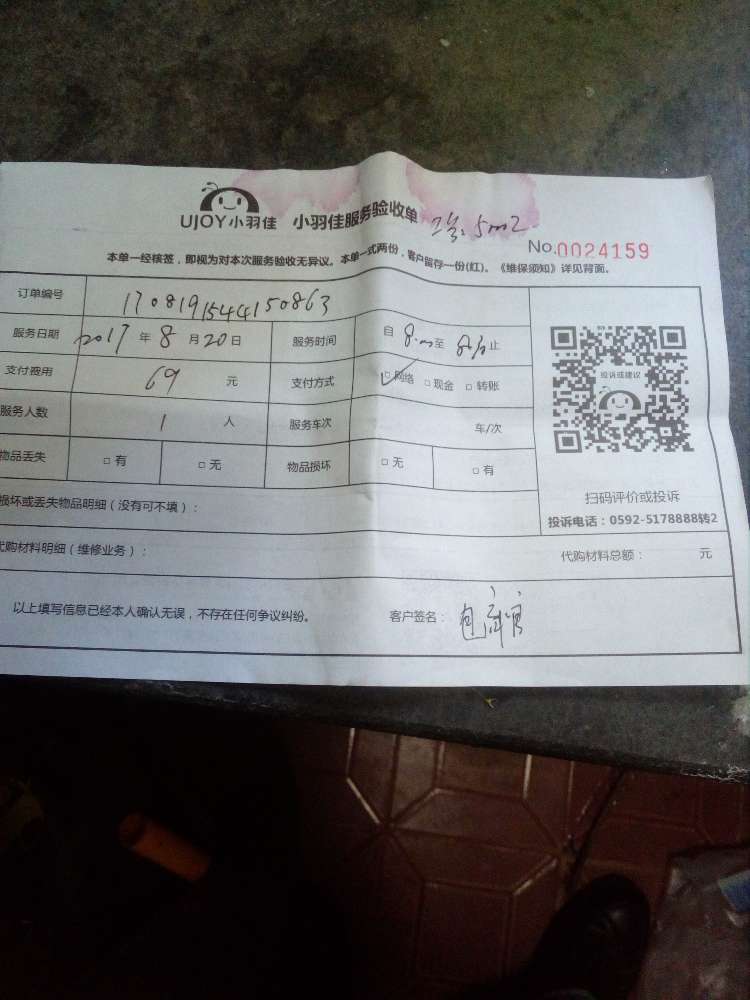 UJOY小羽佳 小羽佳服务验收单
No.0024159
本单一经核签，即视为对本次服务验收无异议。本单一式两份，客户留存一份(红)。《维保须知》详见背面。
订单编号 1708191544150863
服务日期 2017 年 8 月 20 日 服务时间 自 至 止
支付费用 69 元 支付方式 □ 网络 □ 现金 □ 转账
服务人数 1 人 服务车次 车/次
物品丢失 □ 有 □ 无 物品损坏 □ 无 □ 有
投诉或建议
扫码评价或投诉
投诉电话：0592-5178888转2
损坏或丢失物品明细（没有可不填）：
代购材料明细（维修业务）： 代购材料总额： 元
以上填写信息已经本人确认无误，不存在任何争议纠纷。 客户签名：